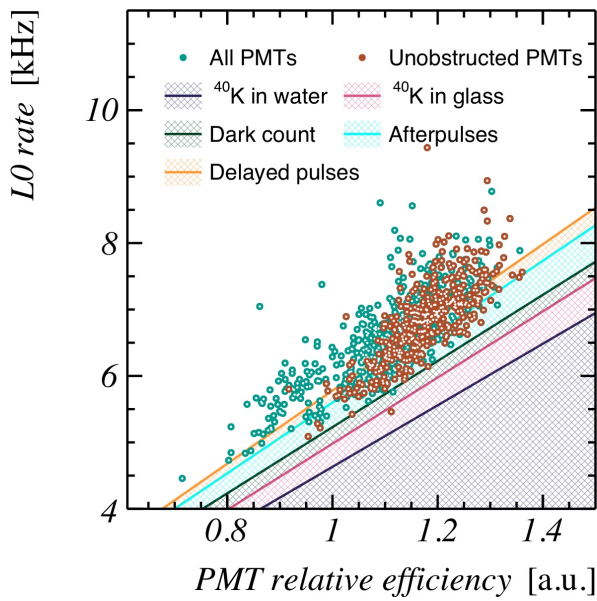 L0 rate [kHz]
All PMTs
Unobstructed PMTs
⁴⁰K in water
⁴⁰K in glass
Dark count
Afterpulses
Delayed pulses
10
8
6
4
0.8 1 1.2 1.4
PMT relative efficiency [a.u.]